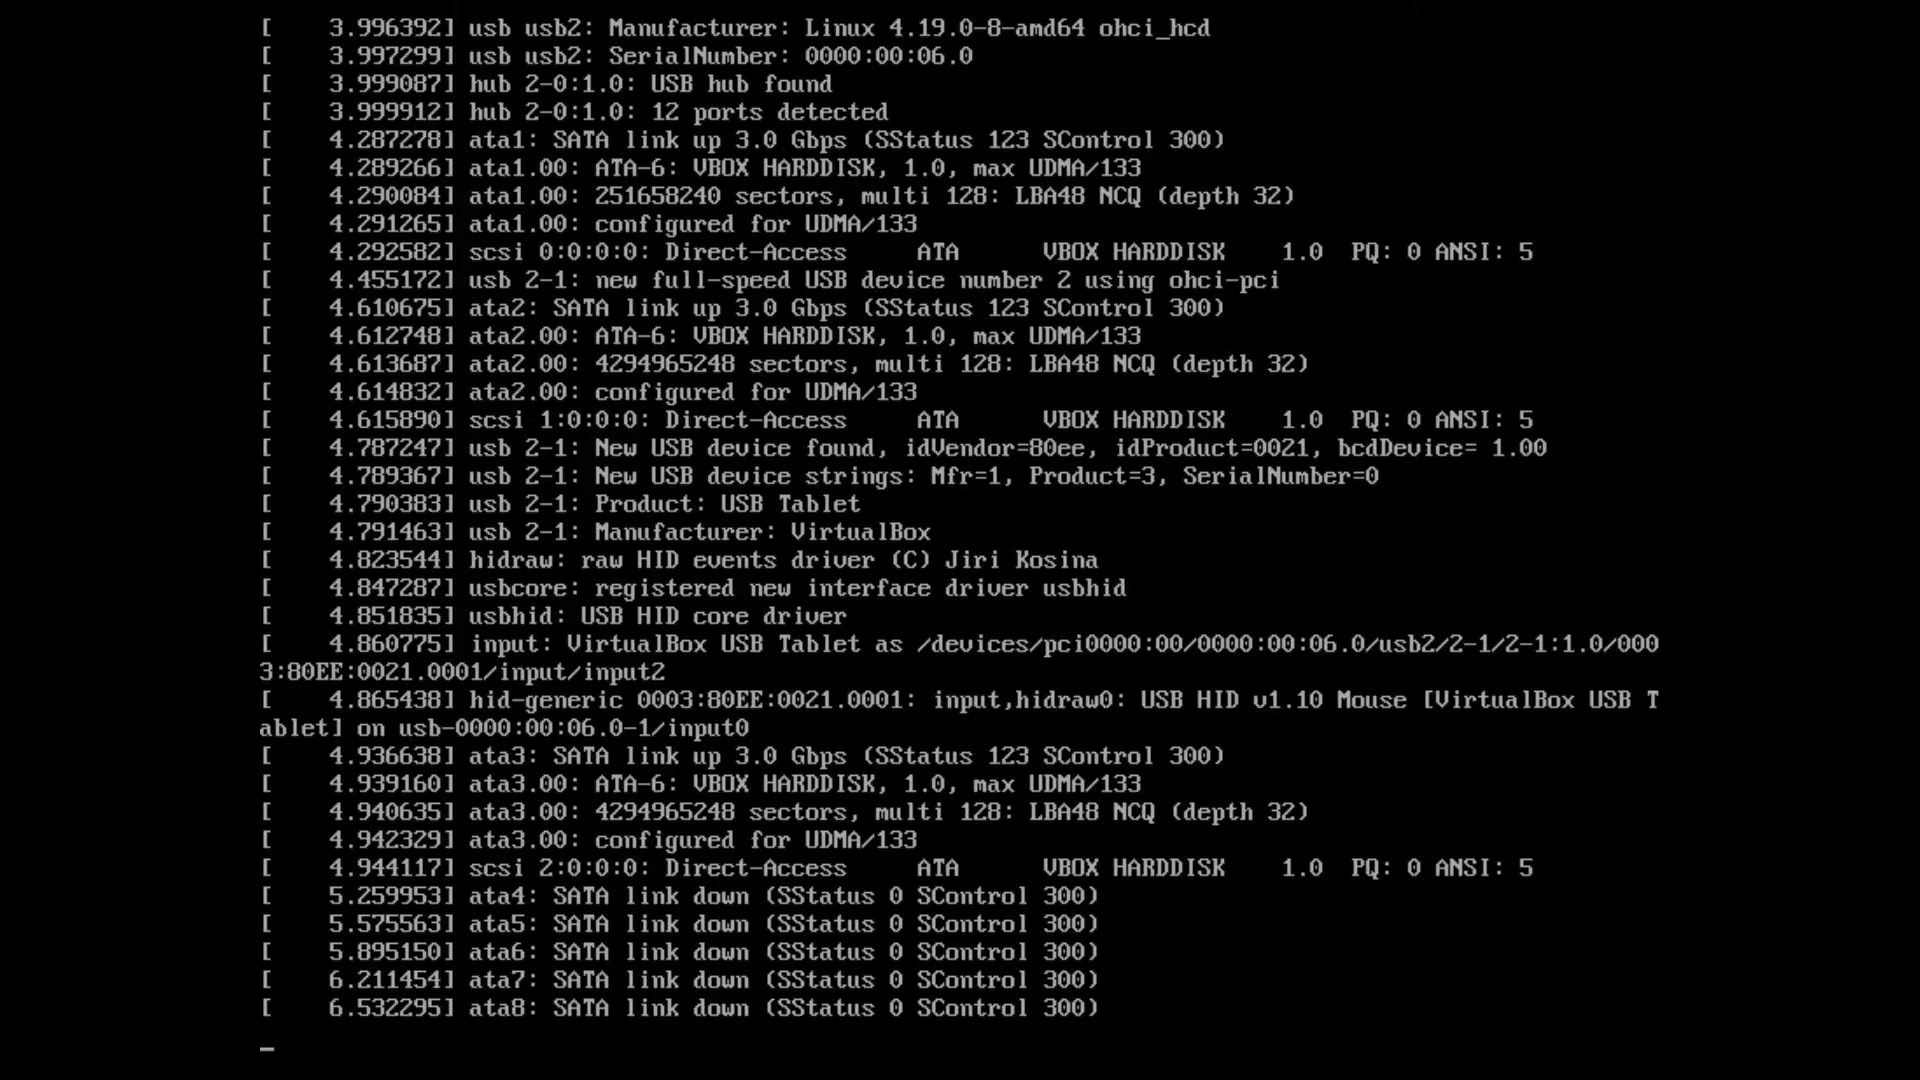 [    3.996392] usb usb2: Manufacturer: Linux 4.19.0-8-amd64 ohci_hcd
[    3.997299] usb usb2: SerialNumber: 0000:00:06.0
[    3.999087] hub 2-0:1.0: USB hub found
[    3.999912] hub 2-0:1.0: 12 ports detected
[    4.287278] ata1: SATA link up 3.0 Gbps (SStatus 123 SControl 300)
[    4.289266] ata1.00: ATA-6: VBOX HARDDISK, 1.0, max UDMA/133
[    4.290084] ata1.00: 251658240 sectors, multi 128: LBA48 NCQ (depth 32)
[    4.291265] ata1.00: configured for UDMA/133
[    4.292582] scsi 0:0:0:0: Direct-Access     ATA      VBOX HARDDISK    1.0  PQ: 0 ANSI: 5
[    4.455172] usb 2-1: new full-speed USB device number 2 using ohci-pci
[    4.610675] ata2: SATA link up 3.0 Gbps (SStatus 123 SControl 300)
[    4.612748] ata2.00: ATA-6: VBOX HARDDISK, 1.0, max UDMA/133
[    4.613687] ata2.00: 4294965248 sectors, multi 128: LBA48 NCQ (depth 32)
[    4.614832] ata2.00: configured for UDMA/133
[    4.615890] scsi 1:0:0:0: Direct-Access     ATA      VBOX HARDDISK    1.0  PQ: 0 ANSI: 5
[    4.787247] usb 2-1: New USB device found, idVendor=80ee, idProduct=0021, bcdDevice= 1.00
[    4.789367] usb 2-1: New USB device strings: Mfr=1, Product=3, SerialNumber=0
[    4.790383] usb 2-1: Product: USB Tablet
[    4.791463] usb 2-1: Manufacturer: VirtualBox
[    4.823544] hidraw: raw HID events driver (C) Jiri Kosina
[    4.847287] usbcore: registered new interface driver usbhid
[    4.851835] usbhid: USB HID core driver
[    4.860775] input: VirtualBox USB Tablet as /devices/pci0000:00/0000:00:06.0/usb2/2-1/2-1:1.0/000
3:80EE:0021.0001/input/input2
[    4.865438] hid-generic 0003:80EE:0021.0001: input,hidraw0: USB HID v1.10 Mouse [VirtualBox USB T
ablet] on usb-0000:00:06.0-1/input0
[    4.936638] ata3: SATA link up 3.0 Gbps (SStatus 123 SControl 300)
[    4.939160] ata3.00: ATA-6: VBOX HARDDISK, 1.0, max UDMA/133
[    4.940635] ata3.00: 4294965248 sectors, multi 128: LBA48 NCQ (depth 32)
[    4.942329] ata3.00: configured for UDMA/133
[    4.944117] scsi 2:0:0:0: Direct-Access     ATA      VBOX HARDDISK    1.0  PQ: 0 ANSI: 5
[    5.259953] ata4: SATA link down (SStatus 0 SControl 300)
[    5.575563] ata5: SATA link down (SStatus 0 SControl 300)
[    5.895150] ata6: SATA link down (SStatus 0 SControl 300)
[    6.211454] ata7: SATA link down (SStatus 0 SControl 300)
[    6.532295] ata8: SATA link down (SStatus 0 SControl 300)
_